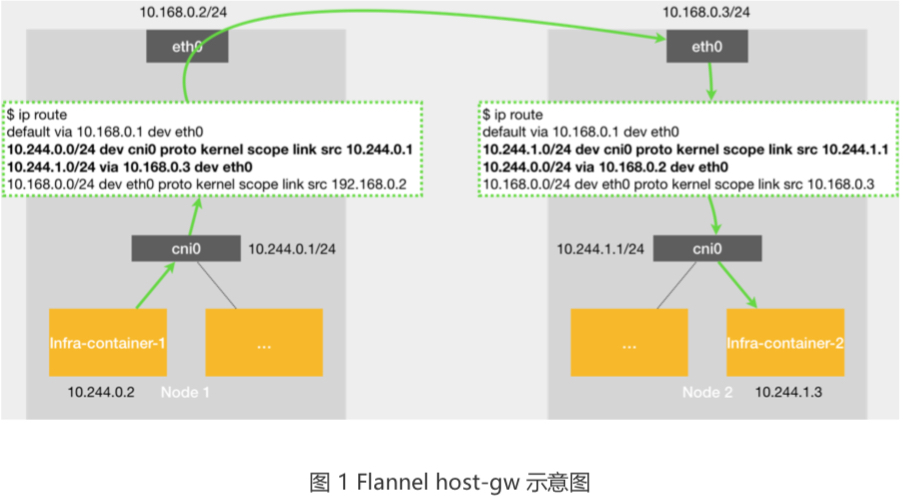 10.168.0.2/24
10.168.0.3/24
eth0
eth0
$ ip route
default via 10.168.0.1 dev eth0
10.244.0.0/24 dev cni0 proto kernel scope link src 10.244.0.1
10.244.1.0/24 via 10.168.0.3 dev eth0
10.168.0.0/24 dev eth0 proto kernel scope link src 192.168.0.2
$ ip route
default via 10.168.0.1 dev eth0
10.244.1.0/24 dev cni0 proto kernel scope link src 10.244.1.1
10.244.0.0/24 via 10.168.0.2 dev eth0
10.168.0.0/24 dev eth0 proto kernel scope link src 10.168.0.3
cni0
10.244.0.1/24
10.244.1.1/24
cni0
Infra-container-1
...
...
Infra-container-2
10.244.0.2
Node 1
Node 2
10.244.1.3
图 1 Flannel host-gw 示意图